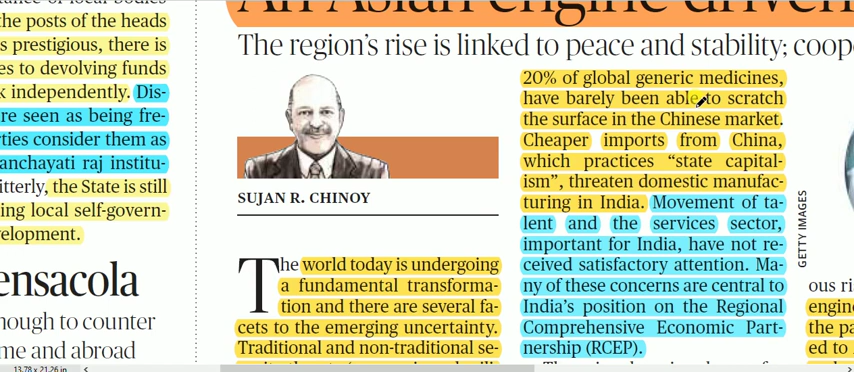 the posts of the heads
s prestigious, there is
es to devolving funds
k independently. Dis-
re seen as being fre-
rties consider them as
anchayati raj institu-
itterly, the State is still
ing local self-govern-
velopment.
ensacola
nough to counter
me and abroad
An Asian engine driven
The region's rise is linked to peace and stability; coop
SUJAN R. CHINOY
The world today is undergoing
a fundamental transforma-
tion and there are several fa-
cets to the emerging uncertainty.
Traditional and non-traditional se-
20% of global generic medicines,
have barely been able to scratch
the surface in the Chinese market.
Cheaper imports from China,
which practices “state capital-
ism”, threaten domestic manufac-
turing in India. Movement of ta-
lent and the services sector,
important for India, have not re-
ceived satisfactory attention. Ma-
ny of these concerns are central to
India's position on the Regional
Comprehensive Economic Part-
nership (RCEP).
GETTY IMAGES
ous ri
engine
the pa
ed to
13.78 x 21.26 in